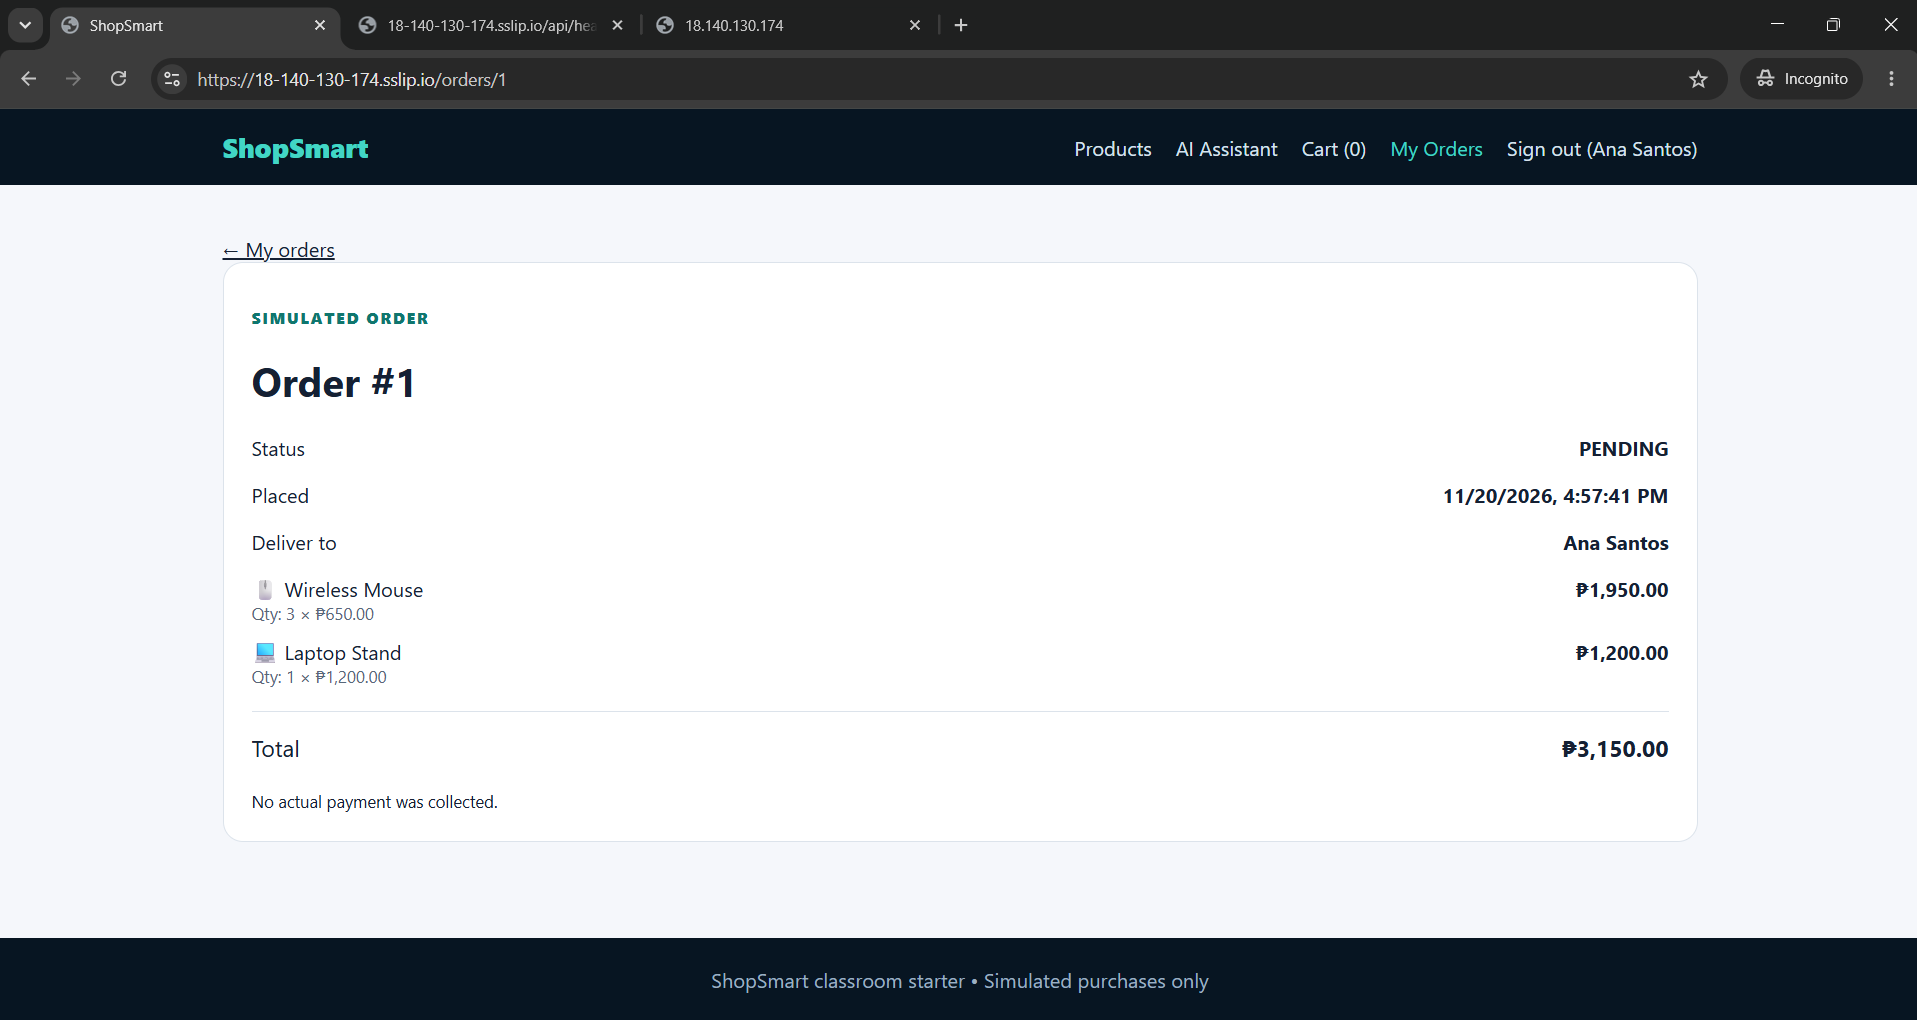 ShopSmart
18-140-130-174.sslip.io/api/hea
18.140.130.174
https://18-140-130-174.sslip.io/orders/1
Incognito
ShopSmart
Products AI Assistant Cart (0) My Orders Sign out (Ana Santos)
← My orders
SIMULATED ORDER
Order #1
Status PENDING
Placed 11/20/2026, 4:57:41 PM
Deliver to Ana Santos
Wireless Mouse ₱1,950.00
Qty: 3 × ₱650.00
Laptop Stand ₱1,200.00
Qty: 1 × ₱1,200.00
Total ₱3,150.00
No actual payment was collected.
ShopSmart classroom starter • Simulated purchases only